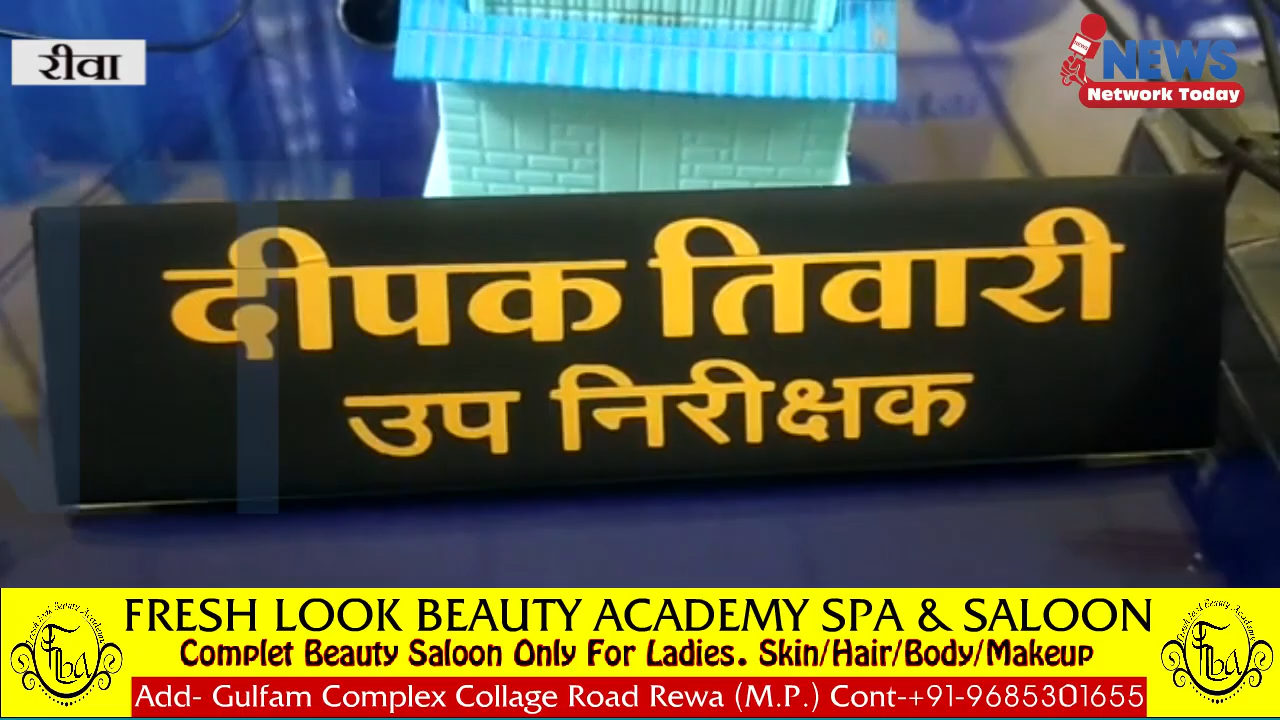 रीवा
NEWS
Network Today
दीपक तिवारी
उप निरीक्षक
FRESH LOOK BEAUTY ACADEMY SPA & SALOON
Complet Beauty Saloon Only For Ladies. Skin/Hair/Body/Makeup
Add- Gulfam Complex Collage Road Rewa (M.P.) Cont-+91-9685301655